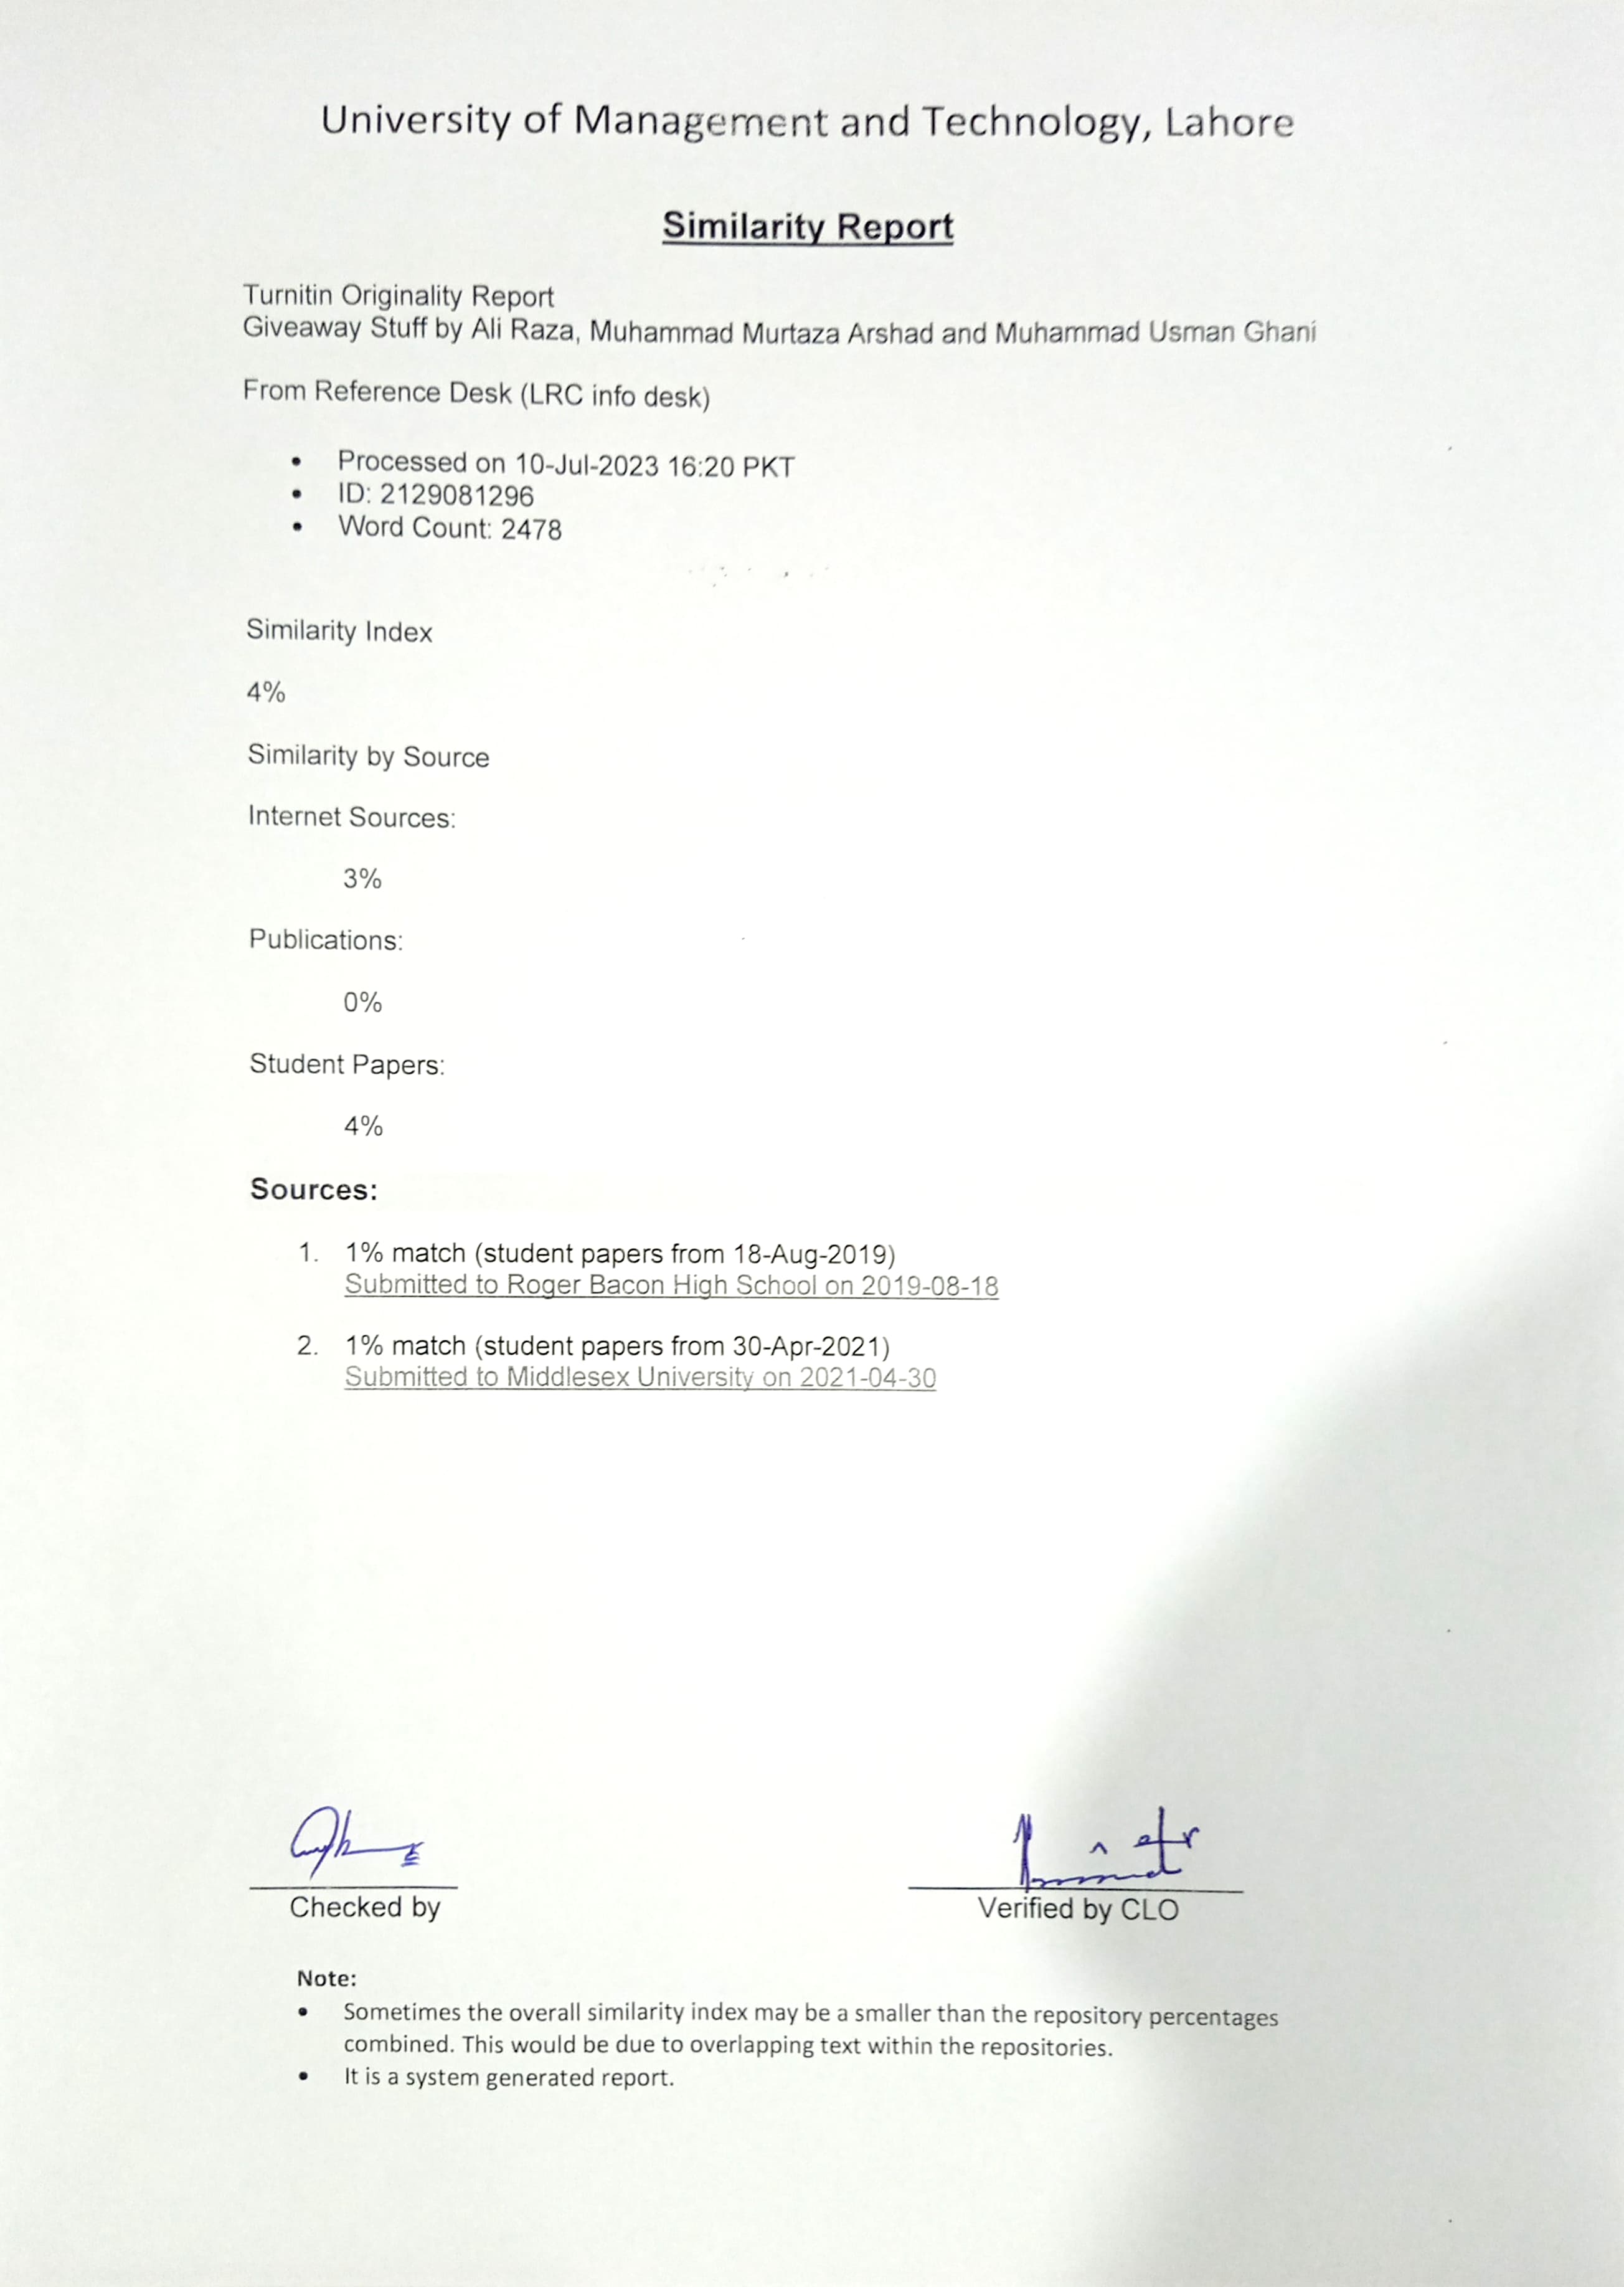 University of Management and Technology, Lahore
Similarity Report
Turnitin Originality Report
Giveaway Stuff by Ali Raza, Muhammad Murtaza Arshad and Muhammad Usman Ghani
From Reference Desk (LRC info desk)
• Processed on 10-Jul-2023 16:20 PKT
• ID: 2129081296
• Word Count: 2478
Similarity Index
4%
Similarity by Source
Internet Sources:
3%
Publications:
0%
Student Papers:
4%
Sources:
1. 1% match (student papers from 18-Aug-2019)
Submitted to Roger Bacon High School on 2019-08-18
2. 1% match (student papers from 30-Apr-2021)
Submitted to Middlesex University on 2021-04-30
Checked by
Verified by CLO
Note:
• Sometimes the overall similarity index may be a smaller than the repository percentages
combined. This would be due to overlapping text within the repositories.
• It is a system generated report.